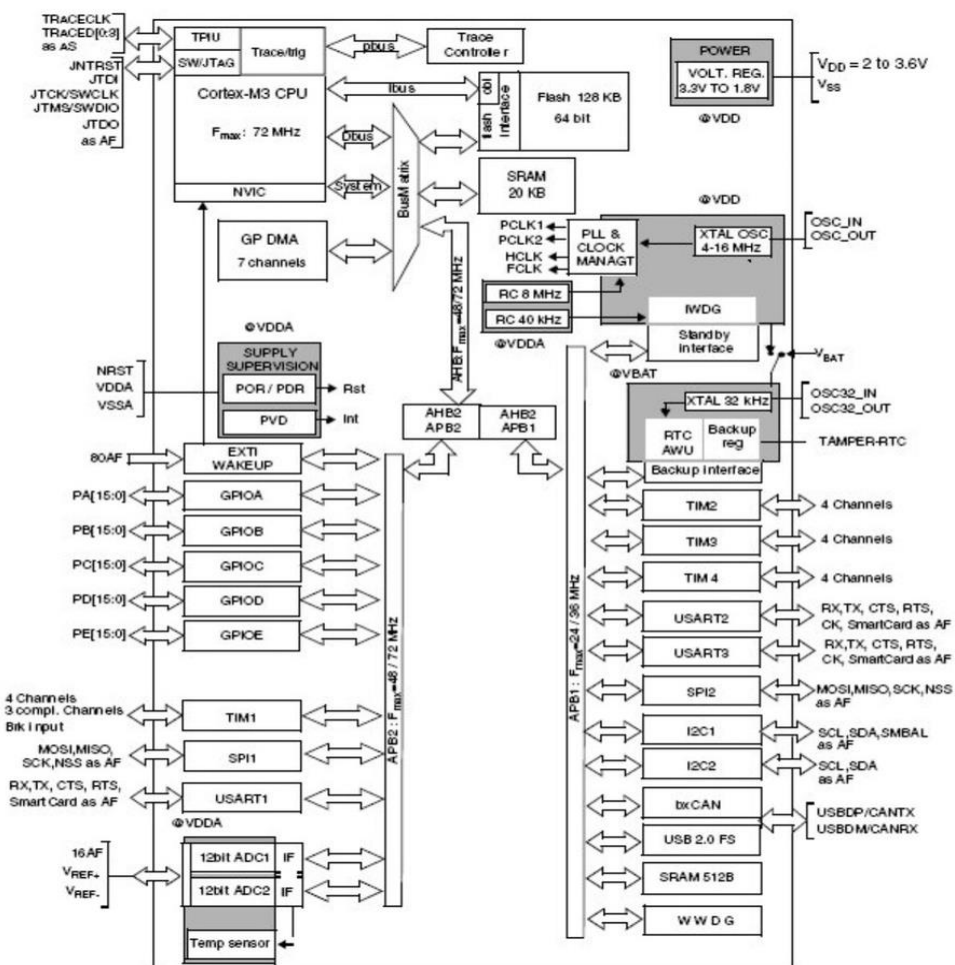 TRACECLK
TRACED[0:3]
as AS
JNTRST
JTDI
JTCK/SWCLK
JTMS/SWDIO
JTDO
as AF
TPIU
SW/JTAG
Trace/trig
Cortex-M3 CPU
Fmax: 72 MHz
NVIC
pbus
Trace
Controller
Ibus
Dbus
System
BusMatrix
flash obl
Interface
Flash 128 KB
64 bit
SRAM
20 KB
POWER
VOLT. REG.
3.3V TO 1.8V
@VDD
VDD = 2 to 3.6V
VSS
GP DMA
7 channels
PCLK1
PCLK2
HCLK
FCLK
PLL &
CLOCK
MANAGT
@VDD
XTAL OSC
4-16 MHz
OSC_IN
OSC_OUT
RC 8 MHz
RC 40 kHz
@VDDA
IWDG
Standby
interface
@VBAT
VBAT
XTAL 32 kHz
OSC32_IN
OSC32_OUT
RTC
AWU
Backup
reg
TAMPER-RTC
Backup interface
AHB:Fmax=48/72 MHz
@VDDA
SUPPLY
SUPERVISION
NRST
VDDA
VSSA
POR / PDR
Rst
PVD
Int
AHB2
APB2
AHB2
APB1
80AF
EXTI
WAKEUP
PA[15:0]
GPIOA
PB[15:0]
GPIOB
PC[15:0]
GPIOC
PD[15:0]
GPIOD
PE[15:0]
GPIOE
4 Channels
3 compl. Channels
Brk input
TIM1
MOSI,MISO,
SCK,NSS as AF
SPI1
RX,TX, CTS, RTS,
SmartCard as AF
USART1
@VDDA
16AF
VREF+
VREF-
12bit ADC1
IF
12bit ADC2
IF
Temp sensor
APB2 : Fmax=48 / 72 MHz
APB1 : Fmax=24 / 36 MHz
TIM2
4 Channels
TIM3
4 Channels
TIM 4
4 Channels
USART2
RX,TX, CTS, RTS,
CK, SmartCard as AF
USART3
RX,TX, CTS, RTS,
CK, SmartCard as AF
SPI2
MOSI,MISO,SCK,NSS
as AF
I2C1
SCL,SDA,SMBAL
as AF
I2C2
SCL,SDA
as AF
bxCAN
USBDP/CANTX
USBDM/CANRX
USB 2.0 FS
SRAM 512B
W W D G